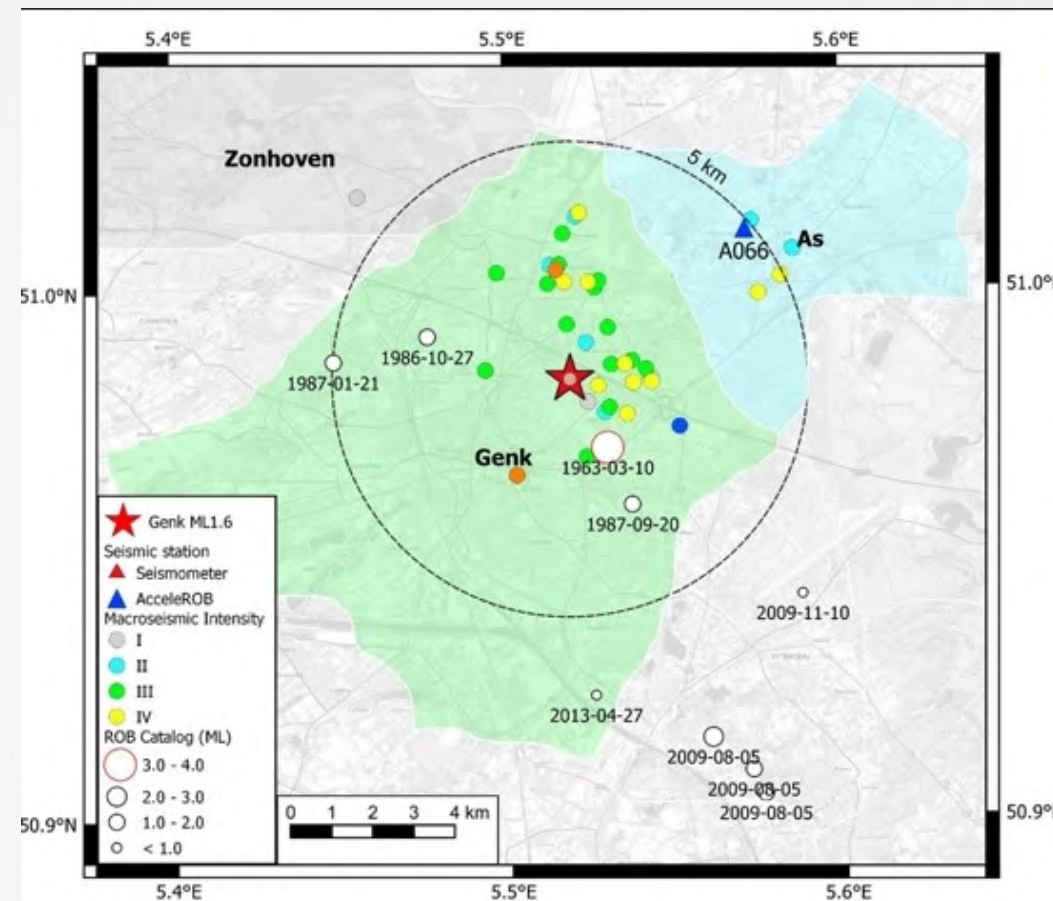 5.4°E 5.5°E 5.6°E
Zonhoven
5 km
A066
As
51.0°N 51.0°
1986-10-27
1987-01-21
Genk
1963-03-10
1987-09-20
2009-11-10
2013-04-27
2009-08-05
2009-08-05
2009-08-05
Genk ML1.6
Seismic station
Seismometer
AcceleROB
Macroseismic Intensity
I
II
III
IV
ROB Catalog (ML)
3.0 - 4.0
2.0 - 3.0
1.0 - 2.0
< 1.0
0 1 2 3 4 km
50.9°N 50.9°
5.4°E 5.5°E 5.6°E